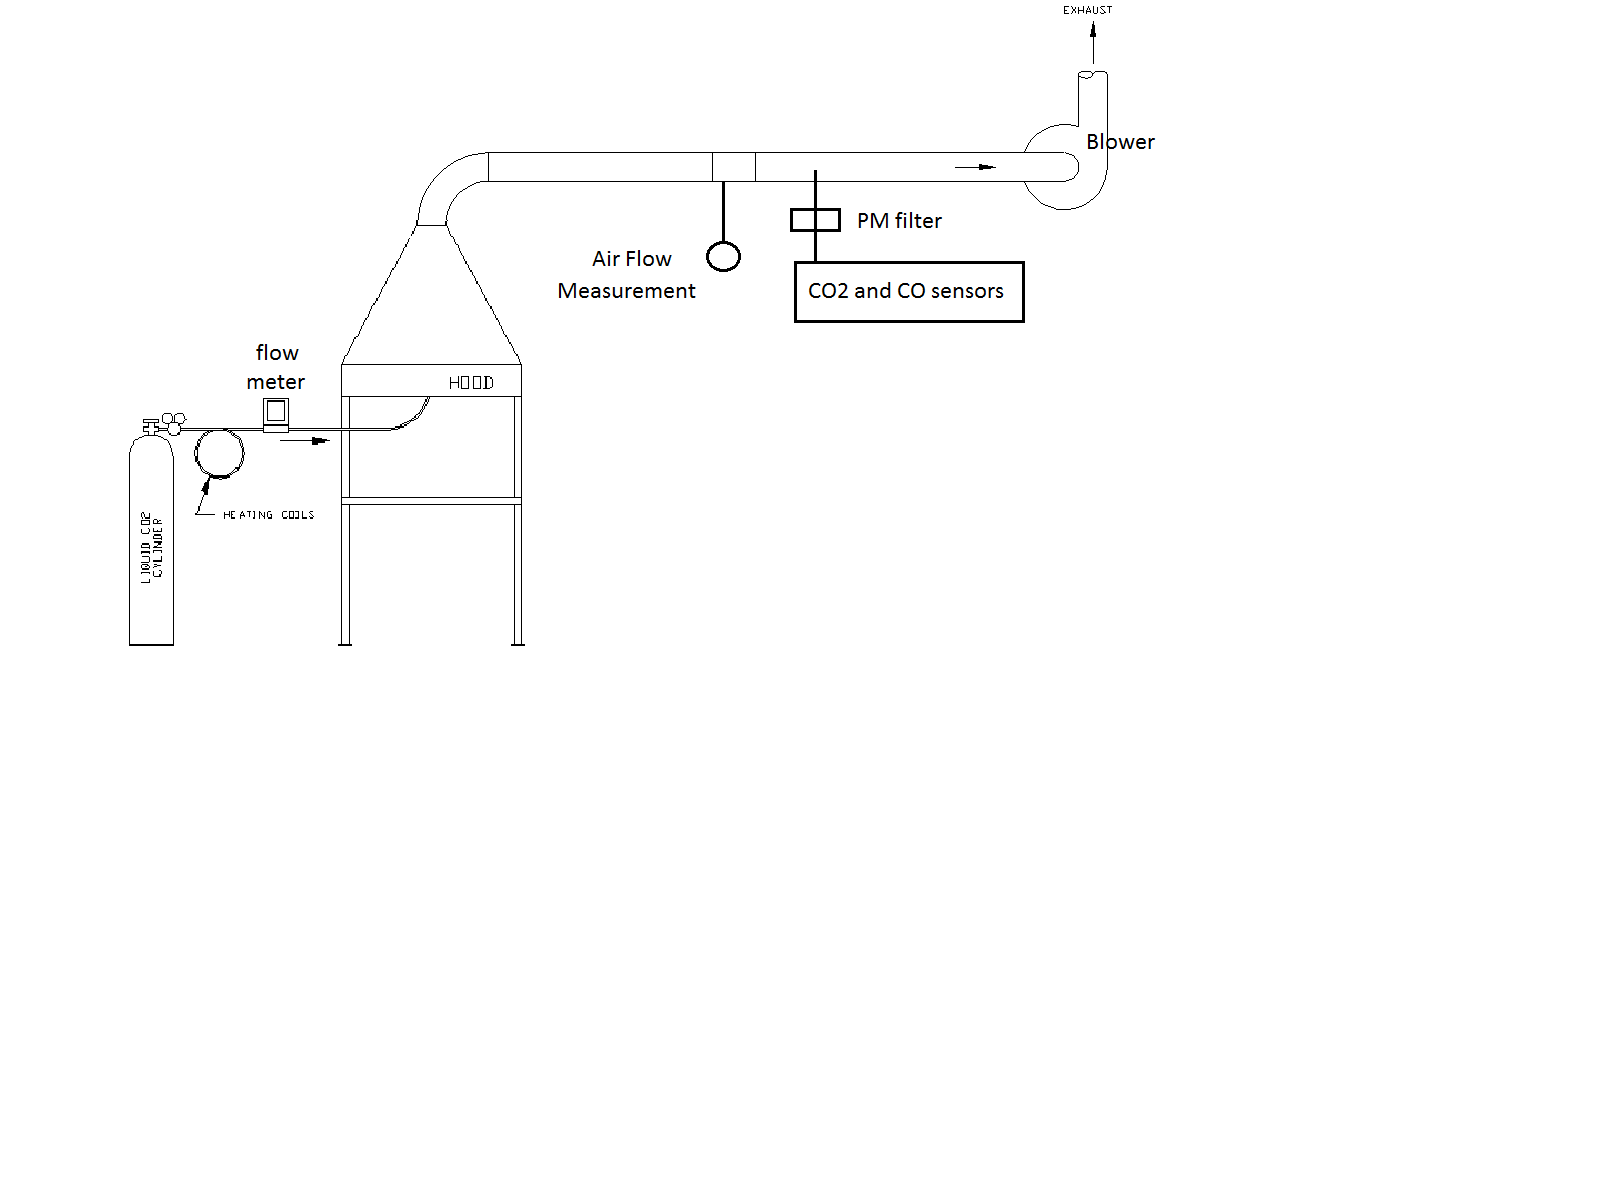 EXHAUST
Blower
PM filter
Air Flow
Measurement
CO2 and CO sensors
flow
meter
HOOD
HEATING COILS
LIQUID CO2
CYLINDER